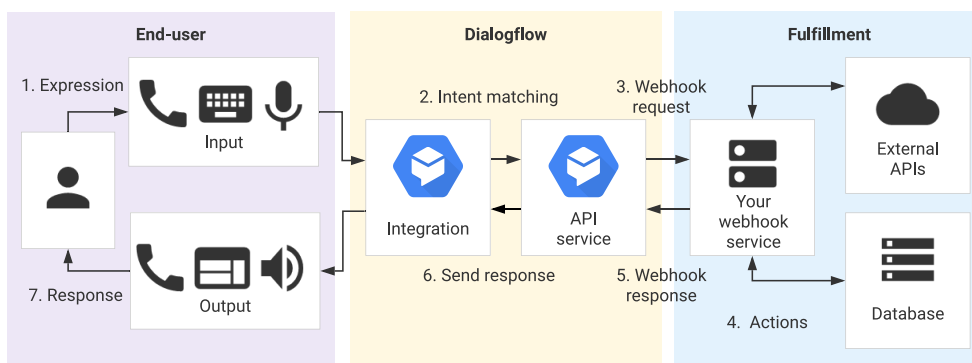 End-user
Dialogflow
Fulfillment
1. Expression
Input
2. Intent matching
3. Webhook
request
External
APIs
Integration
API
service
Your
webhook
service
7. Response
Output
6. Send response
5. Webhook
response
4. Actions
Database